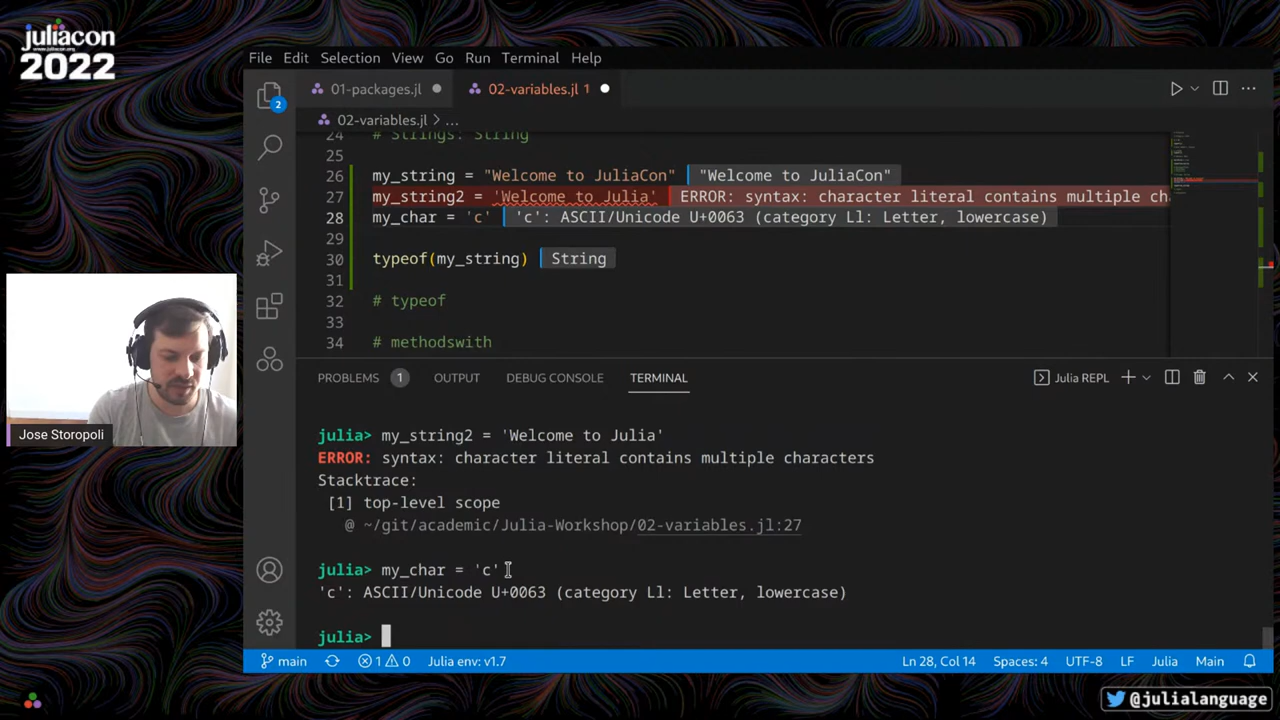 juliacon
www.juliacon.org
2022
File Edit Selection View Go Run Terminal Help
01-packages.jl
02-variables.jl 1
02-variables.jl > ...
2
24 # Strings: String
25
26 my_string = "Welcome to JuliaCon" "Welcome to JuliaCon"
27 my_string2 = 'Welcome to Julia' ERROR: syntax: character literal contains multiple ch
28 my_char = 'c' 'c': ASCII/Unicode U+0063 (category Ll: Letter, lowercase)
29
30 typeof(my_string) String
31
32 # typeof
33
34 # methodswith
PROBLEMS 1 OUTPUT DEBUG CONSOLE TERMINAL Julia REPL
julia> my_string2 = 'Welcome to Julia'
ERROR: syntax: character literal contains multiple characters
Stacktrace:
[1] top-level scope
@ ~/git/academic/Julia-Workshop/02-variables.jl:27
julia> my_char = 'c'
'c': ASCII/Unicode U+0063 (category Ll: Letter, lowercase)
julia>
Jose Storopoli
main 1 0 Julia env: v1.7 Ln 28, Col 14 Spaces: 4 UTF-8 LF Julia Main
@julialanguage